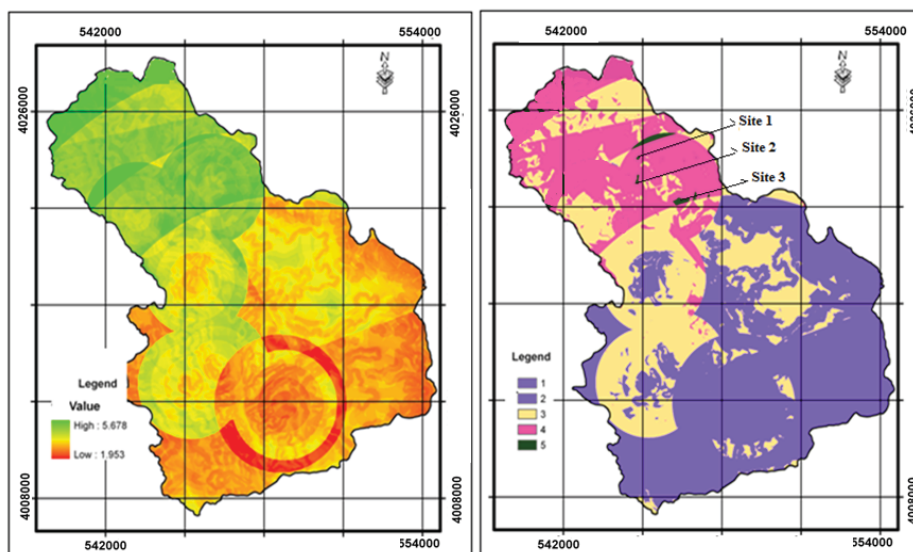 542000 554000
N
4026000
Legend
Value
High : 5.678
Low : 1.953
4008000 4008000
542000 554000
542000 554000
N
Site 1
Site 2
Site 3
Legend
1
2
3
4
5
4008000
542000 554000